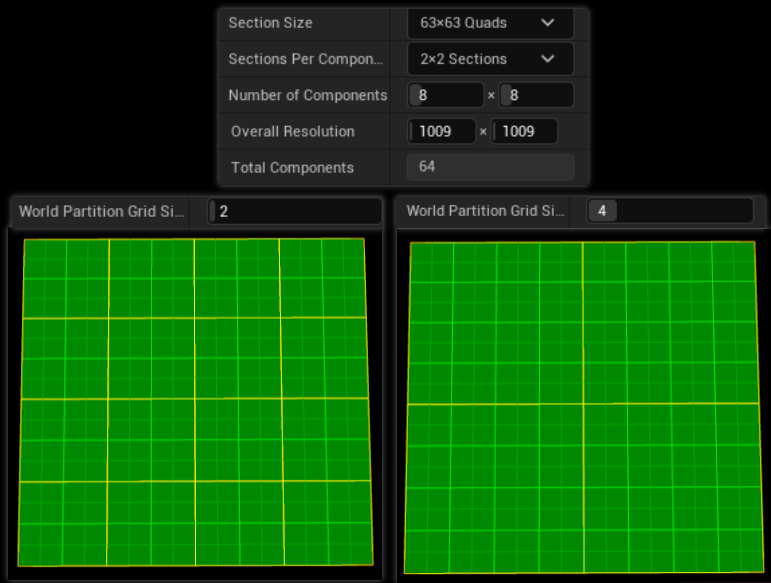 Section Size 63×63 Quads
Sections Per Compon... 2×2 Sections
Number of Components 8 × 8
Overall Resolution 1009 × 1009
Total Components 64
World Partition Grid Si... 2
World Partition Grid Si... 4